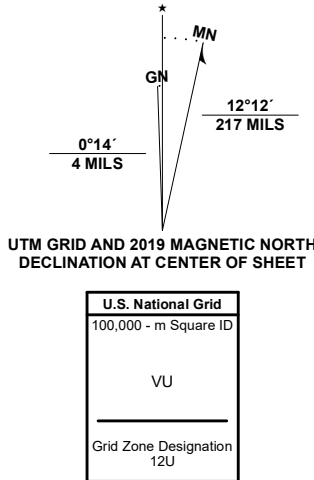 ★
MN
GN
0°14´
4 MILS
12°12´
217 MILS
UTM GRID AND 2019 MAGNETIC NORTH
DECLINATION AT CENTER OF SHEET
U.S. National Grid
100,000 - m Square ID
VU
Grid Zone Designation
12U